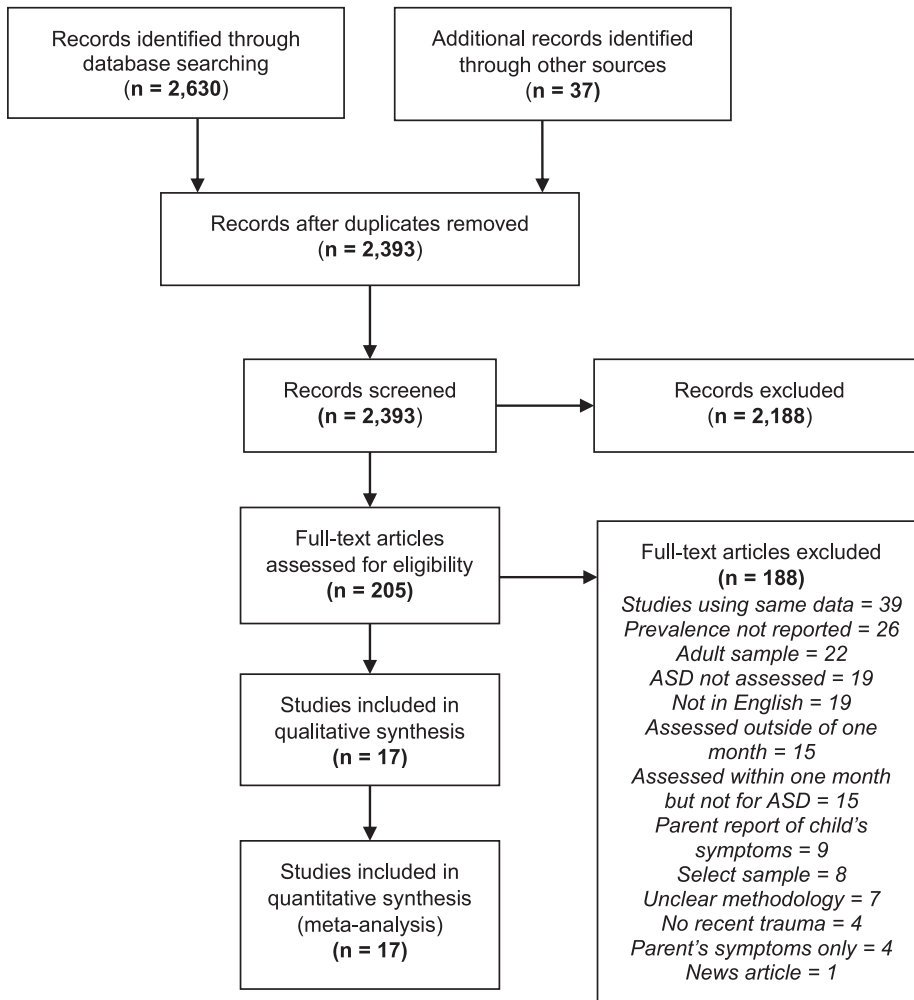 Records identified through
database searching
(n = 2,630)
Additional records identified
through other sources
(n = 37)
Records after duplicates removed
(n = 2,393)
Records screened
(n = 2,393)
Records excluded
(n = 2,188)
Full-text articles
assessed for eligibility
(n = 205)
Full-text articles excluded
(n = 188)
Studies using same data = 39
Prevalence not reported = 26
Adult sample = 22
ASD not assessed = 19
Not in English = 19
Assessed outside of one
month = 15
Assessed within one month
but not for ASD = 15
Parent report of child's
symptoms = 9
Select sample = 8
Unclear methodology = 7
No recent trauma = 4
Parent's symptoms only = 4
News article = 1
Studies included in
qualitative synthesis
(n = 17)
Studies included in
quantitative synthesis
(meta-analysis)
(n = 17)